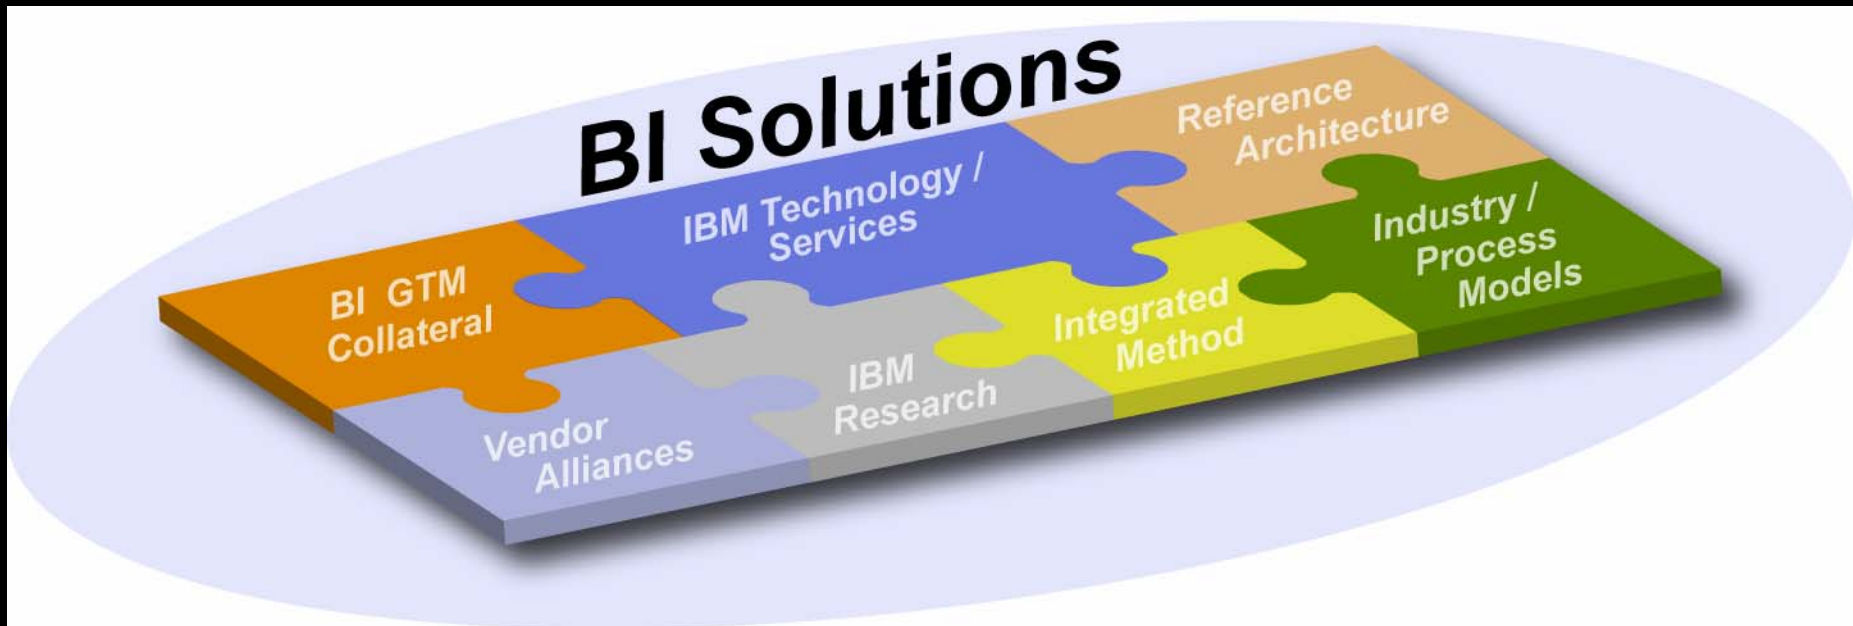 BI Solutions
Reference
Architecture
IBM Technology /
Services
Industry /
Process
Models
BI GTM
Collateral
Integrated
Method
IBM
Research
Vendor
Alliances